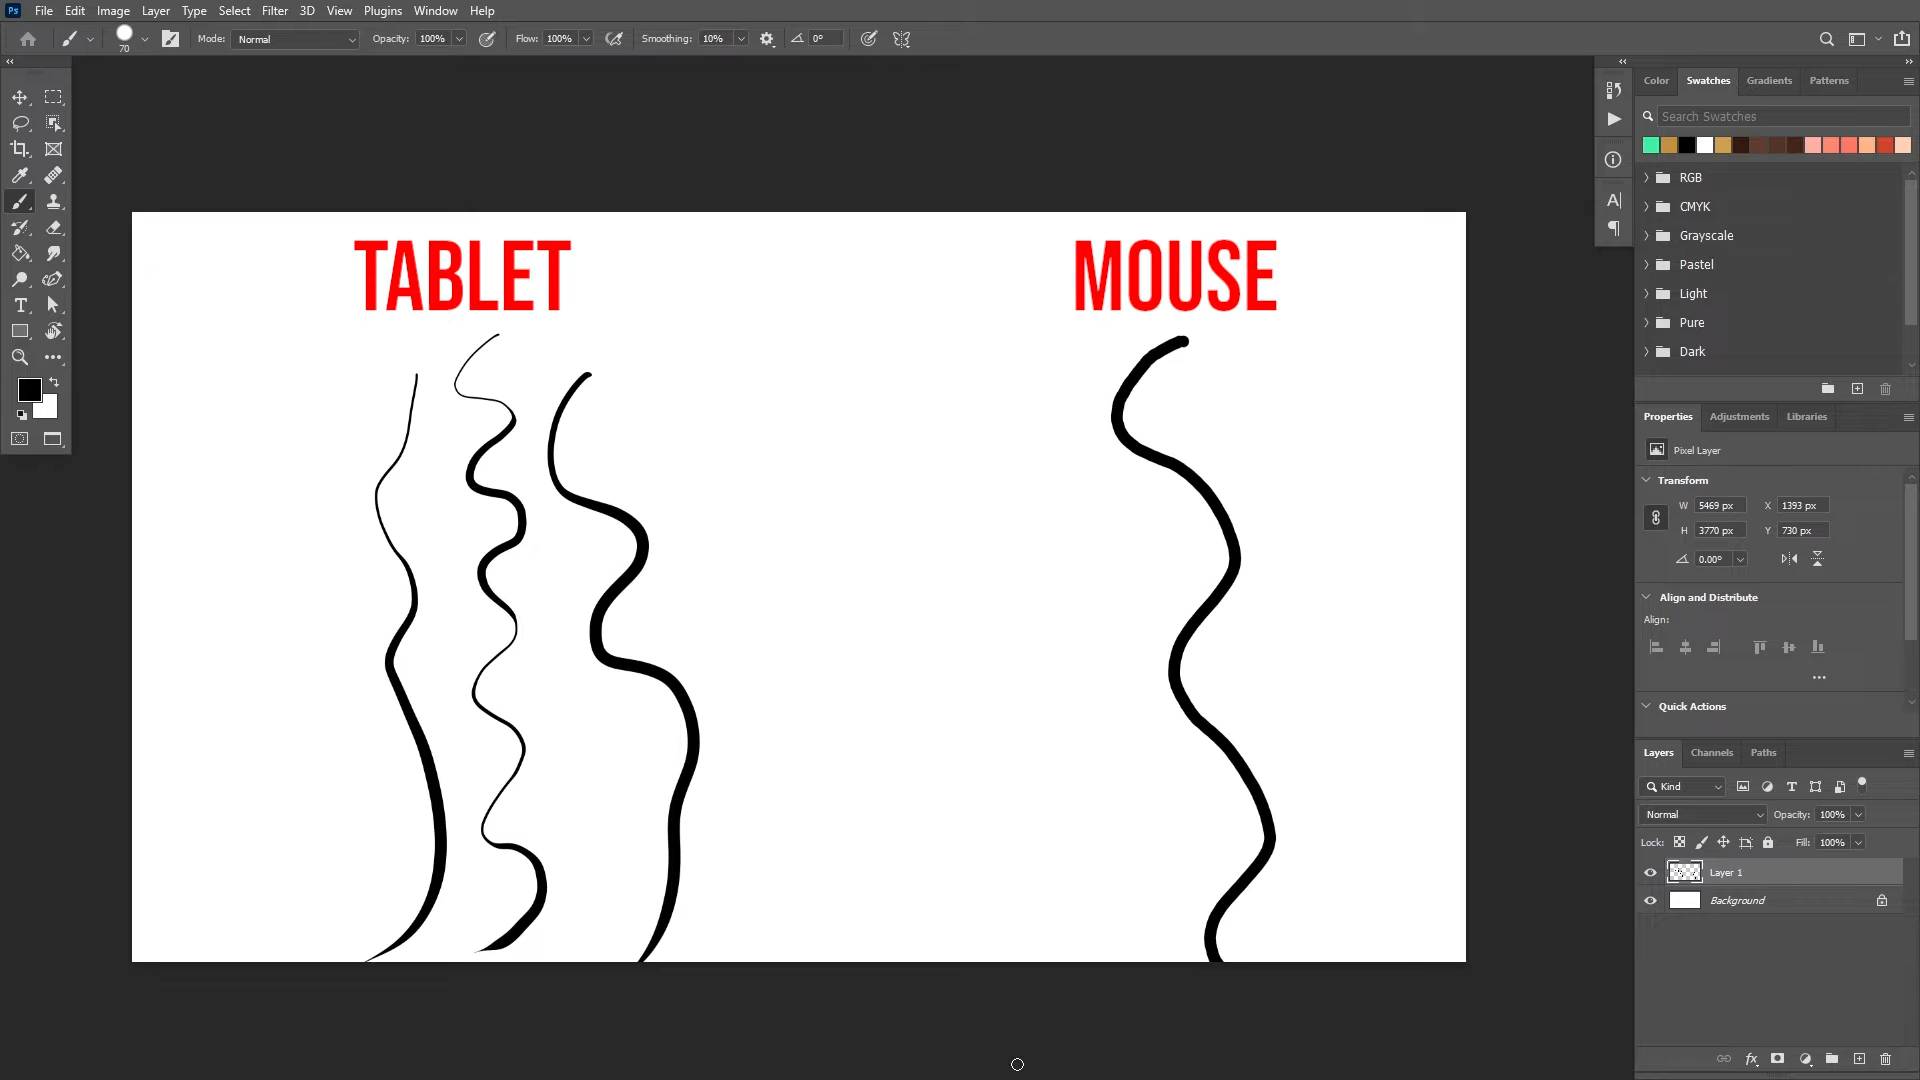 Ps File Edit Image Layer Type Select Filter 3D View Plugins Window Help
70 Mode: Normal Opacity: 100% Flow: 100% Smoothing: 10% 0°
Color Swatches Gradients Patterns
Search Swatches
RGB
CMYK
Grayscale
Pastel
Light
Pure
Dark
TABLET MOUSE
Properties Adjustments Libraries
Pixel Layer
Transform
W 5469 px X 1393 px
H 3770 px Y 730 px
0.00°
Align and Distribute
Align:
Quick Actions
Layers Channels Paths
Kind
Normal Opacity: 100%
Lock: Fill: 100%
Layer 1
Background